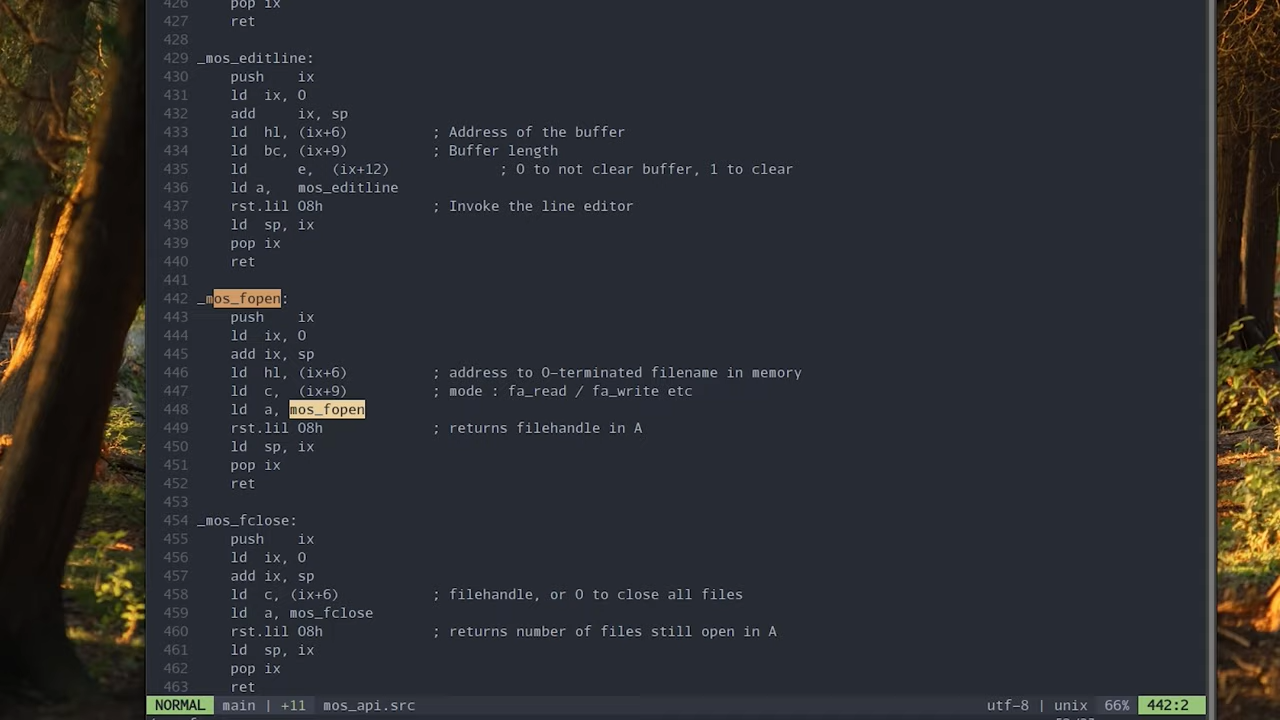 426 pop ix
427 ret
428
429 _mos_editline:
430 push ix
431 ld ix, 0
432 add ix, sp
433 ld hl, (ix+6) ; Address of the buffer
434 ld bc, (ix+9) ; Buffer length
435 ld e, (ix+12) ; 0 to not clear buffer, 1 to clear
436 ld a, mos_editline
437 rst.lil 08h ; Invoke the line editor
438 ld sp, ix
439 pop ix
440 ret
441
442 _mos_fopen:
443 push ix
444 ld ix, 0
445 add ix, sp
446 ld hl, (ix+6) ; address to 0-terminated filename in memory
447 ld c, (ix+9) ; mode : fa_read / fa_write etc
448 ld a, mos_fopen
449 rst.lil 08h ; returns filehandle in A
450 ld sp, ix
451 pop ix
452 ret
453
454 _mos_fclose:
455 push ix
456 ld ix, 0
457 add ix, sp
458 ld c, (ix+6) ; filehandle, or 0 to close all files
459 ld a, mos_fclose
460 rst.lil 08h ; returns number of files still open in A
461 ld sp, ix
462 pop ix
463 ret
NORMAL main | +11 mos_api.src utf-8 | unix 66% 442:2